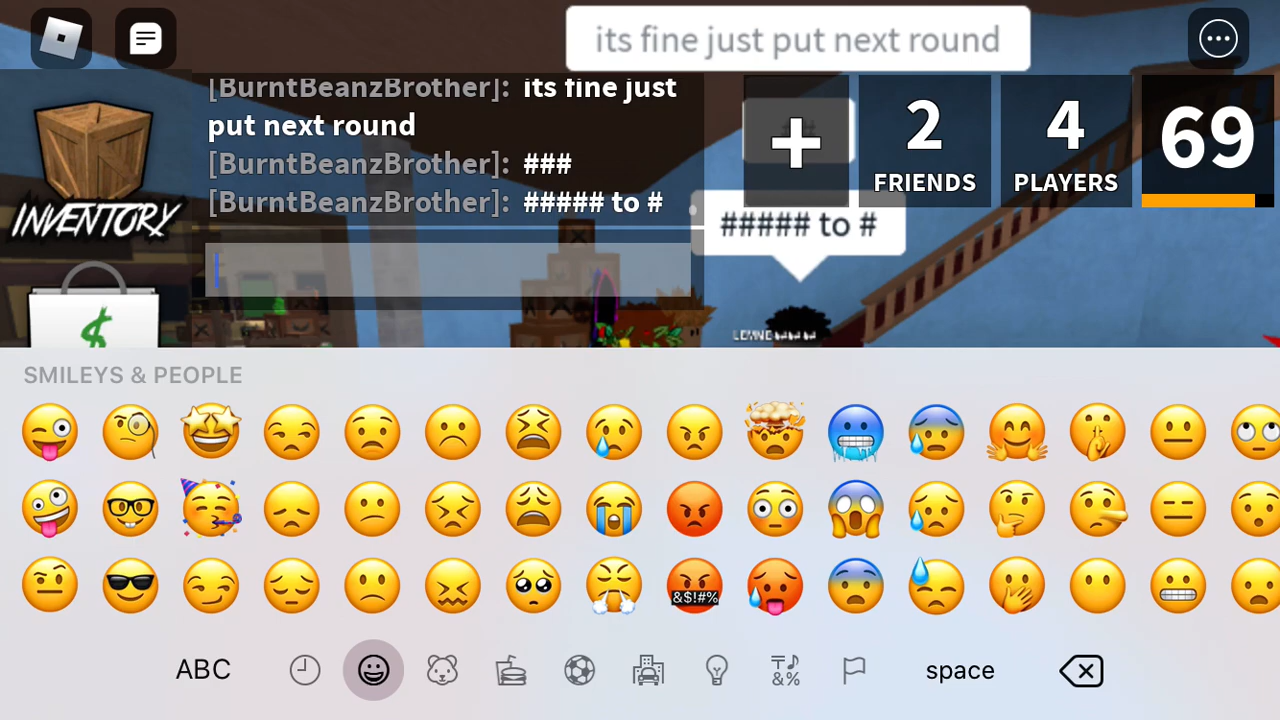 its fine just put next round
[BurntBeanzBrother]: its fine just
put next round
[BurntBeanzBrother]: ###
[BurntBeanzBrother]: ##### to #
INVENTORY
$
+
2
FRIENDS
4
PLAYERS
69
##### to #
SMILEYS & PEOPLE
&$!#%
ABC
space